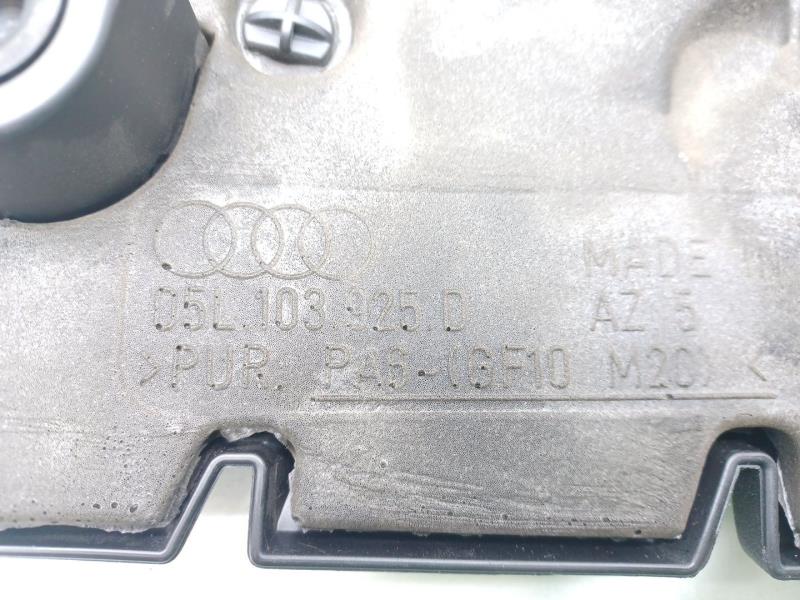 MADE I
05L.103.925.D AZ.5
>PUR. PA6-(GF10 M20) <